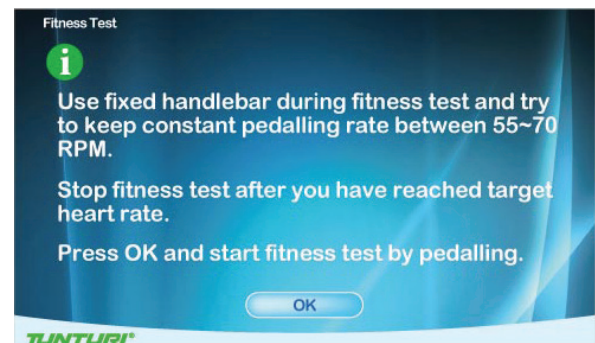 Fitness Test
i
Use fixed handlebar during fitness test and try
to keep constant pedalling rate between 55~70
RPM.
Stop fitness test after you have reached target
heart rate.
Press OK and start fitness test by pedalling.
OK
TUNTURI®